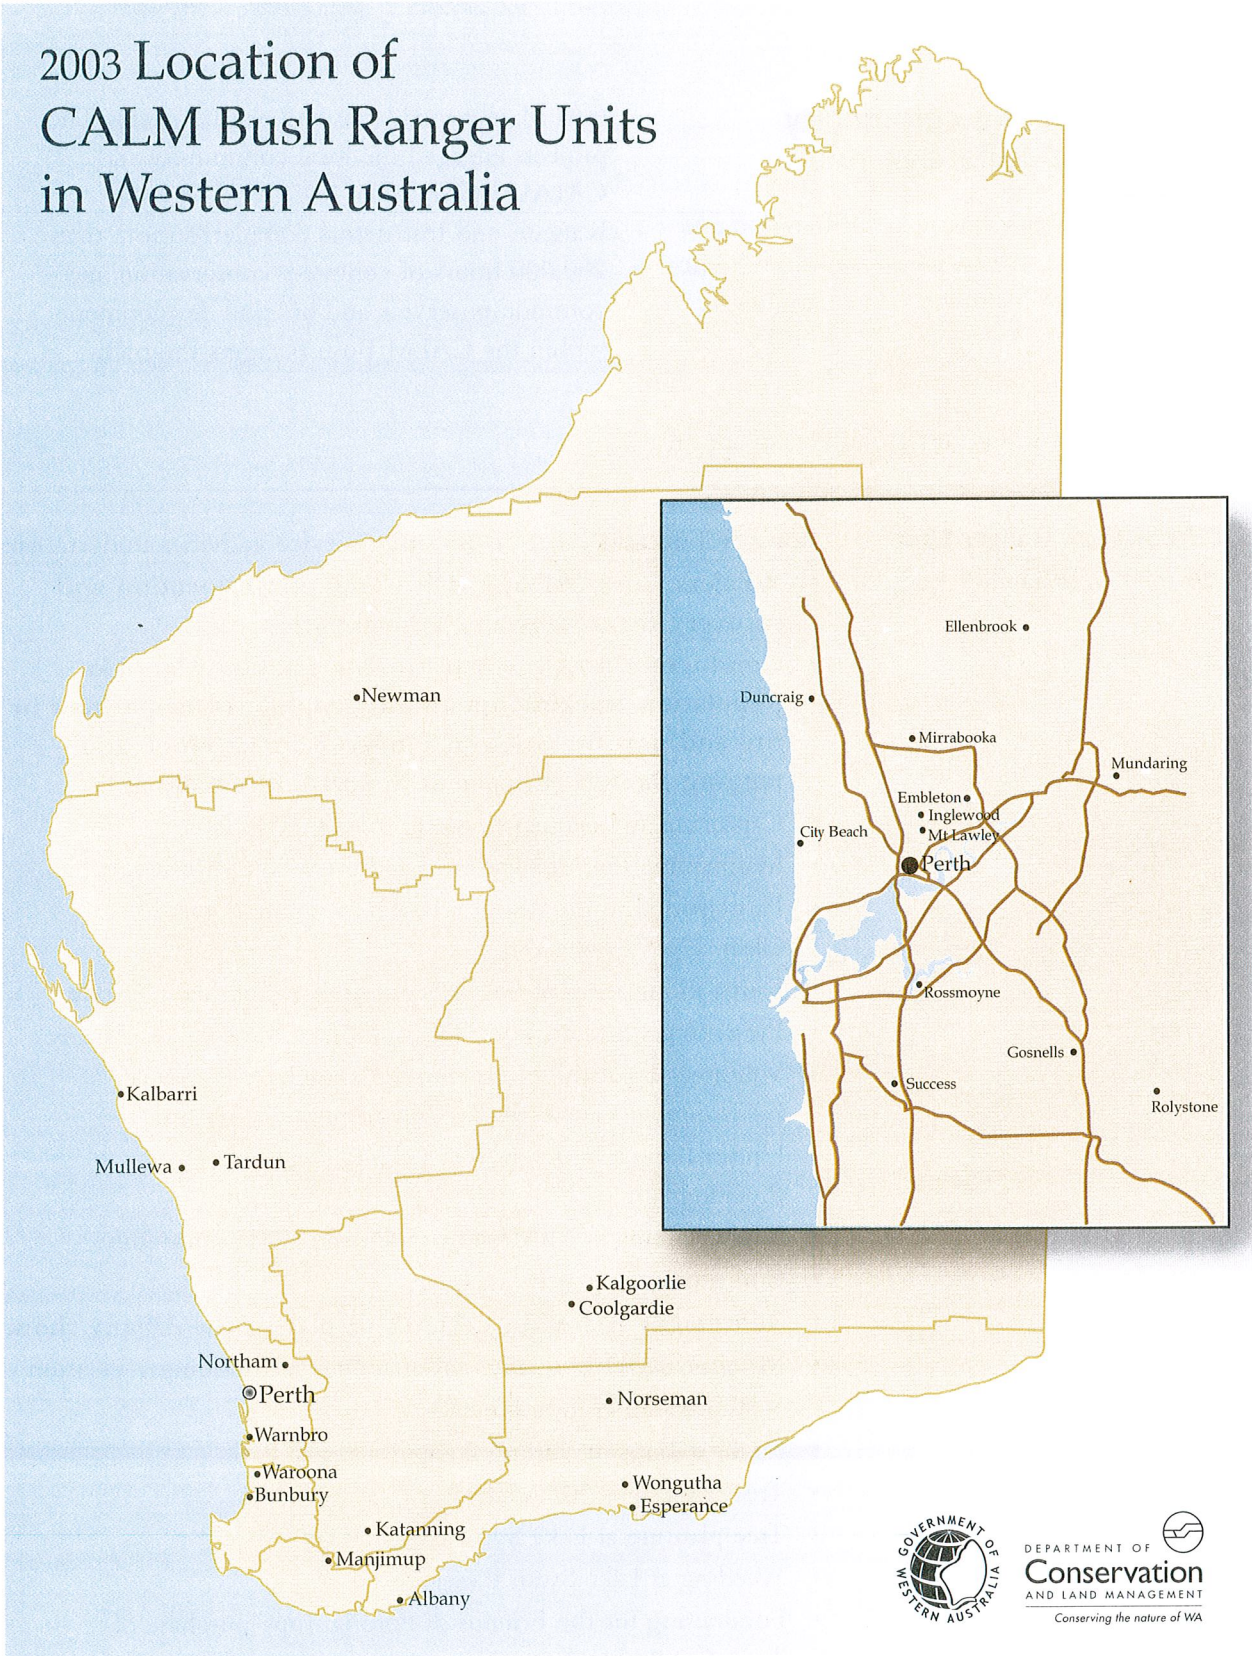 2003 Location of
CALM Bush Ranger Units
in Western Australia
Newman
Kalbarri
Mullewa
Tardun
Kalgoorlie
Coolgardie
Northam
Perth
Norseman
Warnbro
Waroona
Bunbury
Wongutha
Esperance
Katanning
Manjimup
Albany
Ellenbrook
Duncraig
Mirrabooka
Mundaring
Embleton
Inglewood
City Beach
Mt Lawley
Perth
Rossmoyne
Gosnells
Success
Rolystone
GOVERNMENT OF
WESTERN AUSTRALIA
DEPARTMENT OF
Conservation
AND LAND MANAGEMENT
Conserving the nature of WA